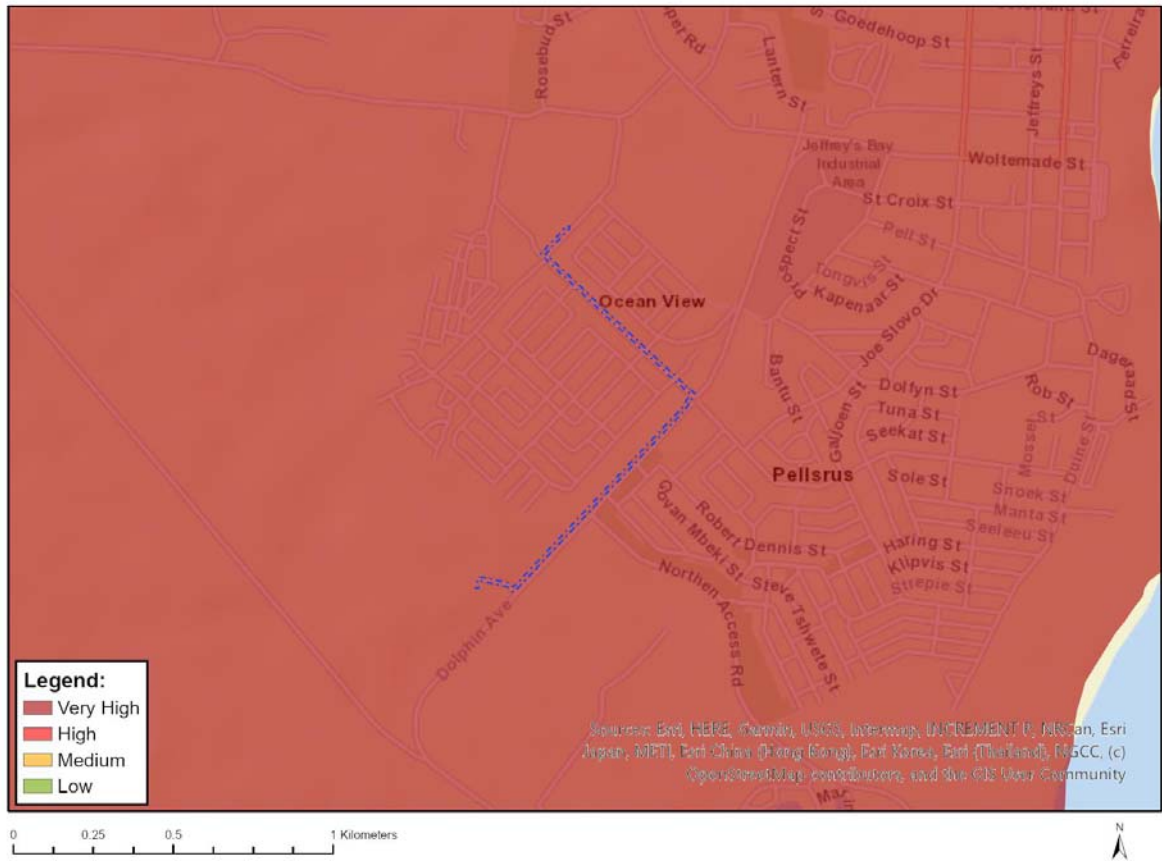 Rosebud St
Lantern St
Goedehoop St
Jeffreys St
Ferreira
Jeffrey's Bay
Industrial
Area
Woltemade St
St Croix St
Pell St
Prospect St
Tongvis St
Kapenaar St
Joe Slovo Dr
Ocean View
Bantu St
Galjoen St
Dolfyn St
Tuna St
Seekat St
Rob St
Dageraad St
Mossel
St
Duine St
Pellsrus
Sole St
Snoek St
Manta St
Seeleeu St
Govan Mbeki St
Robert
Dennis St
Haring St
Klipvis St
Strepie St
Steve Tshwete St
Northen Access Rd
Dolphin Ave
Legend:
Very High
High
Medium
Low
Sources: Esri, HERE, Garmin, USGS, Intermap, INCREMENT P, NRCan, Esri
Japan, METI, Esri China (Hong Kong), Esri Korea, Esri (Thailand), NGCC, (c)
OpenStreetMap contributors, and the GIS User Community
0 0.25 0.5 1 Kilometers
N